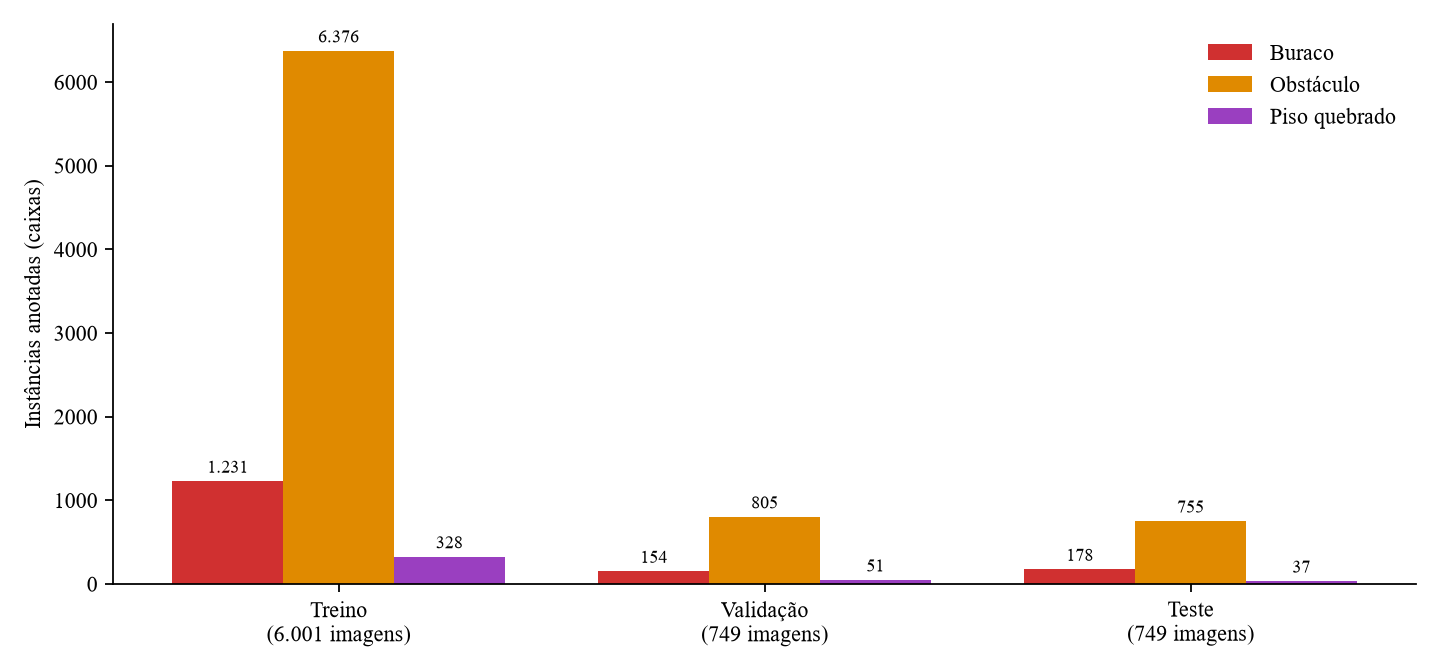 6.376
Buraco
Obstáculo
Piso quebrado
6000
5000
4000
3000
2000
1000
0
Instâncias anotadas (caixas)
1.231
328
154
805
51
178
755
37
Treino
(6.001 imagens)
Validação
(749 imagens)
Teste
(749 imagens)